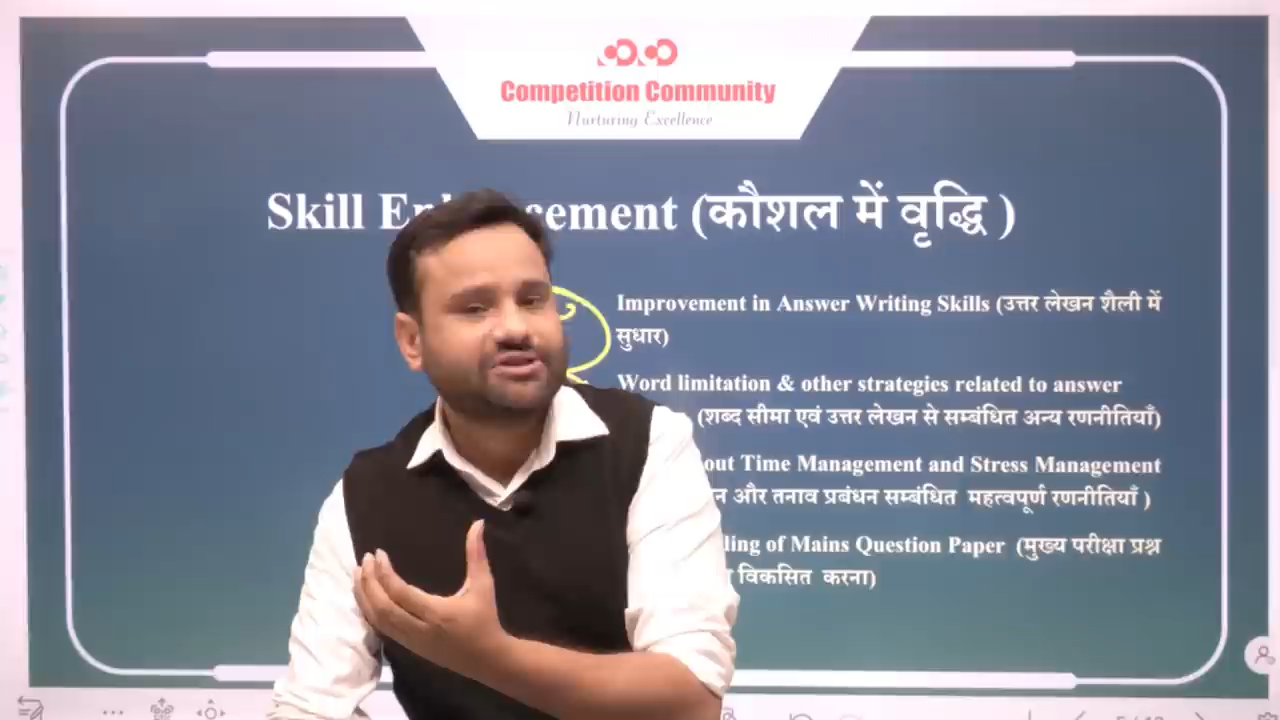 Competition Community
Nurturing Excellence
Skill cement (कौशल में वृद्धि )
Improvement in Answer Writing Skills (उत्तर लेखन शैली में
सुधार)
Word limitation & other strategies related to answer
(शब्द सीमा एवं उत्तर लेखन से सम्बंधित अन्य रणनीतियाँ)
out Time Management and Stress Management
न और तनाव प्रबंधन सम्बंधित महत्वपूर्ण रणनीतियाँ )
ling of Mains Question Paper (मुख्य परीक्षा प्रश्न
विकसित करना)